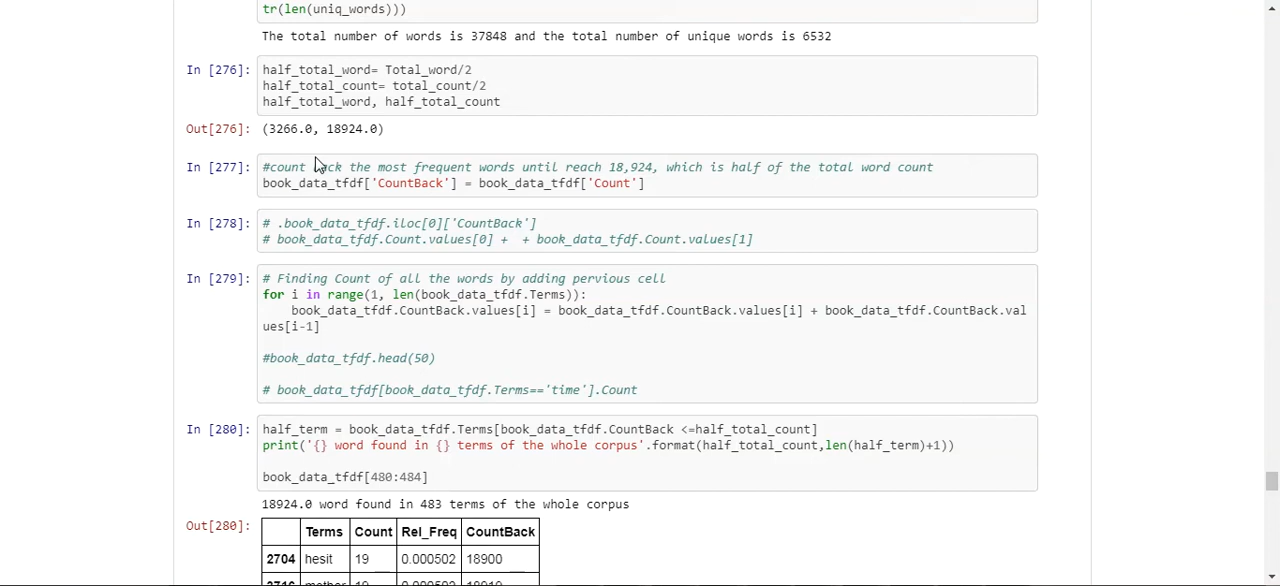 tr(len(uniq_words)))
The total number of words is 37848 and the total number of unique words is 6532
In [276]:
half_total_word= Total_word/2
half_total_count= total_count/2
half_total_word, half_total_count
Out[276]: (3266.0, 18924.0)
In [277]:
#count the most frequent words until reach 18,924, which is half of the total word count
book_data_tfdf['CountBack'] = book_data_tfdf['Count']
In [278]:
# .book_data_tfdf.iloc[0]['CountBack']
# book_data_tfdf.Count.values[0] + + book_data_tfdf.Count.values[1]
In [279]:
# Finding Count of all the words by adding pervious cell
for i in range(1, len(book_data_tfdf.Terms)):
book_data_tfdf.CountBack.values[i] = book_data_tfdf.CountBack.values[i] + book_data_tfdf.CountBack.val
ues[i-1]
#book_data_tfdf.head(50)
# book_data_tfdf[book_data_tfdf.Terms=='time'].Count
In [280]:
half_term = book_data_tfdf.Terms[book_data_tfdf.CountBack <=half_total_count]
print('{} word found in {} terms of the whole corpus'.format(half_total_count,len(half_term)+1))
book_data_tfdf[480:484]
18924.0 word found in 483 terms of the whole corpus
Out[280]:
Terms Count Rel_Freq CountBack
2704 hesit 19 0.000502 18900